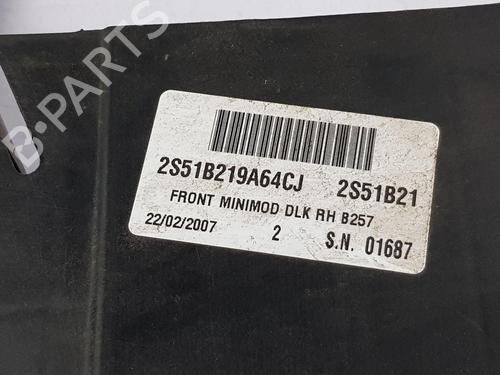 B-PARTS
2S51B219A64CJ 2S51B21
FRONT MINIMOD DLK RH B257
22/02/2007 2 S.N. 01687